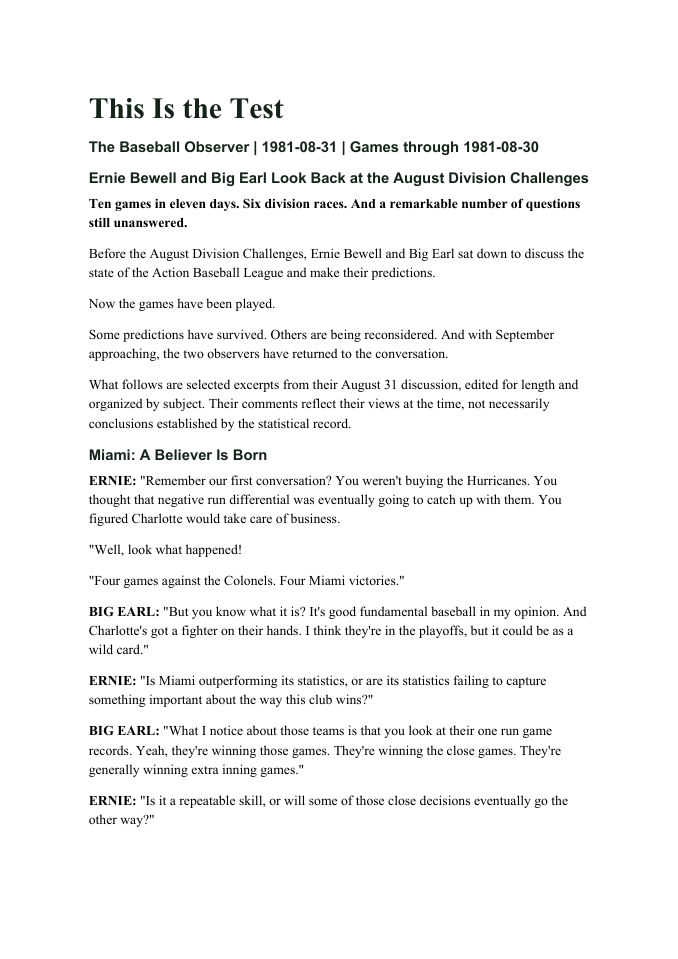 This Is the Test
The Baseball Observer | 1981-08-31 | Games through 1981-08-30
Ernie Bewell and Big Earl Look Back at the August Division Challenges
Ten games in eleven days. Six division races. And a remarkable number of questions
still unanswered.
Before the August Division Challenges, Ernie Bewell and Big Earl sat down to discuss the
state of the Action Baseball League and make their predictions.
Now the games have been played.
Some predictions have survived. Others are being reconsidered. And with September
approaching, the two observers have returned to the conversation.
What follows are selected excerpts from their August 31 discussion, edited for length and
organized by subject. Their comments reflect their views at the time, not necessarily
conclusions established by the statistical record.
Miami: A Believer Is Born
ERNIE: "Remember our first conversation? You weren't buying the Hurricanes. You
thought that negative run differential was eventually going to catch up with them. You
figured Charlotte would take care of business.
"Well, look what happened!
"Four games against the Colonels. Four Miami victories."
BIG EARL: "But you know what it is? It's good fundamental baseball in my opinion. And
Charlotte's got a fighter on their hands. I think they're in the playoffs, but it could be as a
wild card."
ERNIE: "Is Miami outperforming its statistics, or are its statistics failing to capture
something important about the way this club wins?"
BIG EARL: "What I notice about those teams is that you look at their one run game
records. Yeah, they're winning those games. They're winning the close games. They're
generally winning extra inning games."
ERNIE: "Is it a repeatable skill, or will some of those close decisions eventually go the
other way?"